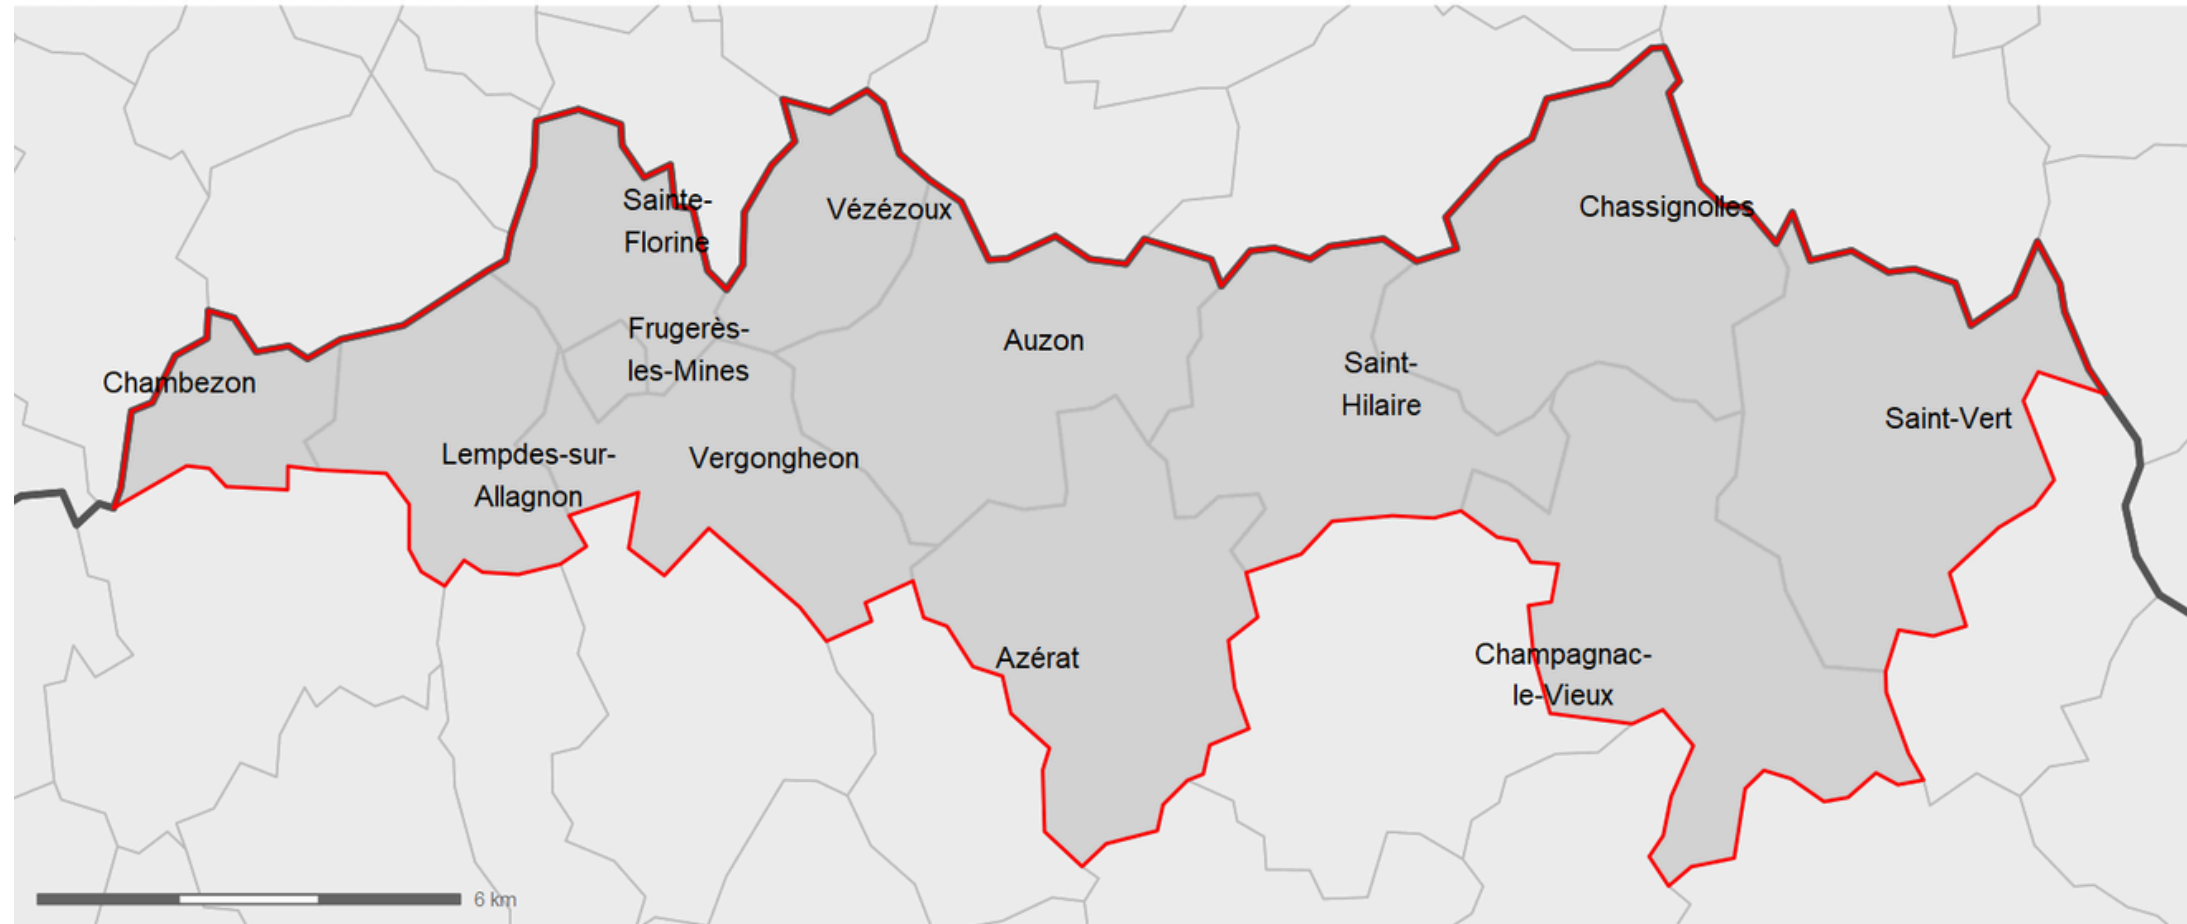 Sainte-
Florine
Vézézoux
Chassignolles
Frugerès-
les-Mines
Auzon
Saint-
Hilaire
Chambezon
Saint-Vert
Lempdes-sur-
Allagnon
Vergongheon
Azérat
Champagnac-
le-Vieux
6 km